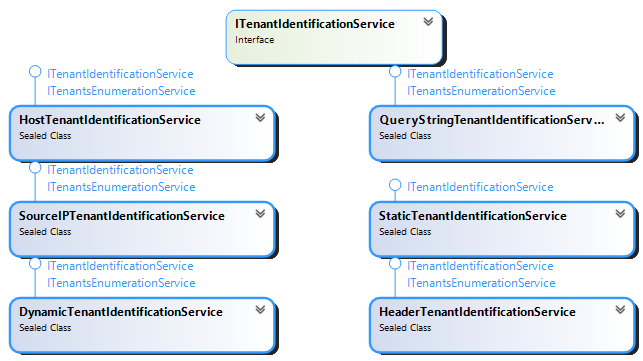 ITenantIdentificationService
Interface
ITenantIdentificationService
ITenantsEnumerationService
HostTenantIdentificationService
Sealed Class
ITenantIdentificationService
ITenantsEnumerationService
QueryStringTenantIdentificationServ...
Sealed Class
ITenantIdentificationService
ITenantsEnumerationService
SourceIPTenantIdentificationService
Sealed Class
ITenantIdentificationService
StaticTenantIdentificationService
Sealed Class
ITenantIdentificationService
ITenantsEnumerationService
DynamicTenantIdentificationService
Sealed Class
ITenantIdentificationService
ITenantsEnumerationService
HeaderTenantIdentificationService
Sealed Class